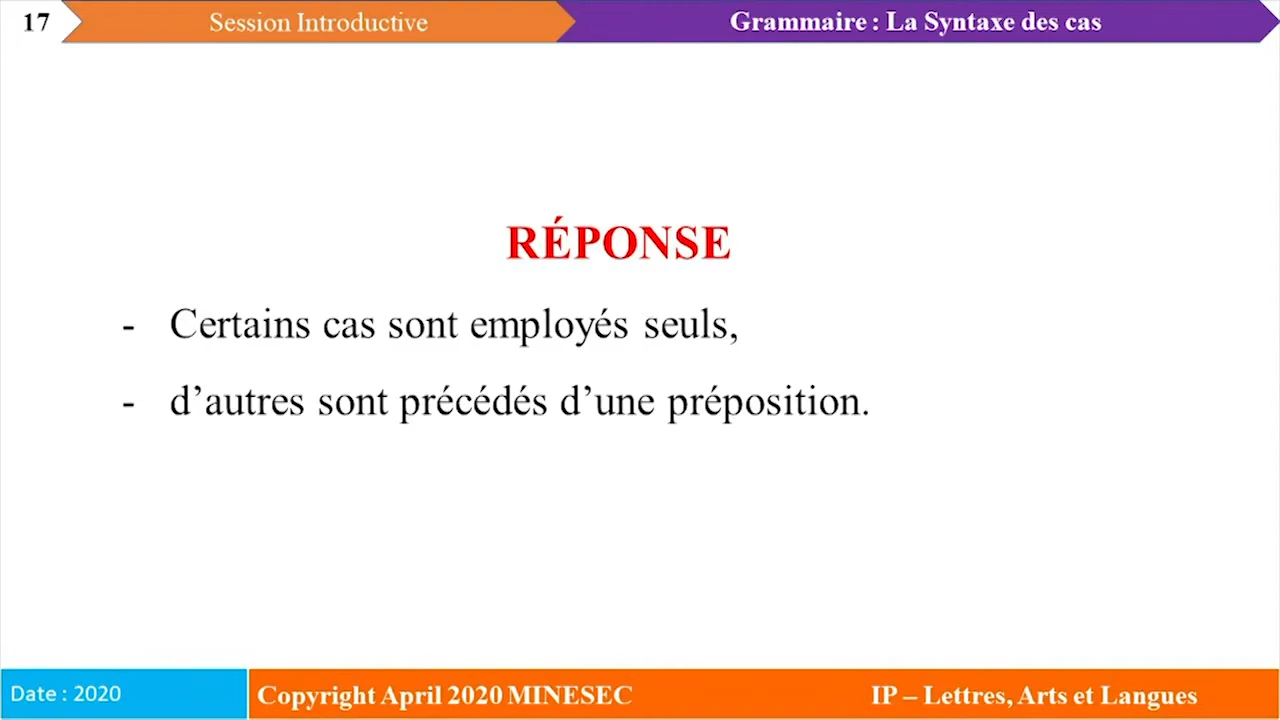 17
Session Introductive
Grammaire : La Syntaxe des cas
RÉPONSE
- Certains cas sont employés seuls,
- d’autres sont précédés d’une préposition.
Date : 2020
Copyright April 2020 MINESEC
IP – Lettres, Arts et Langues